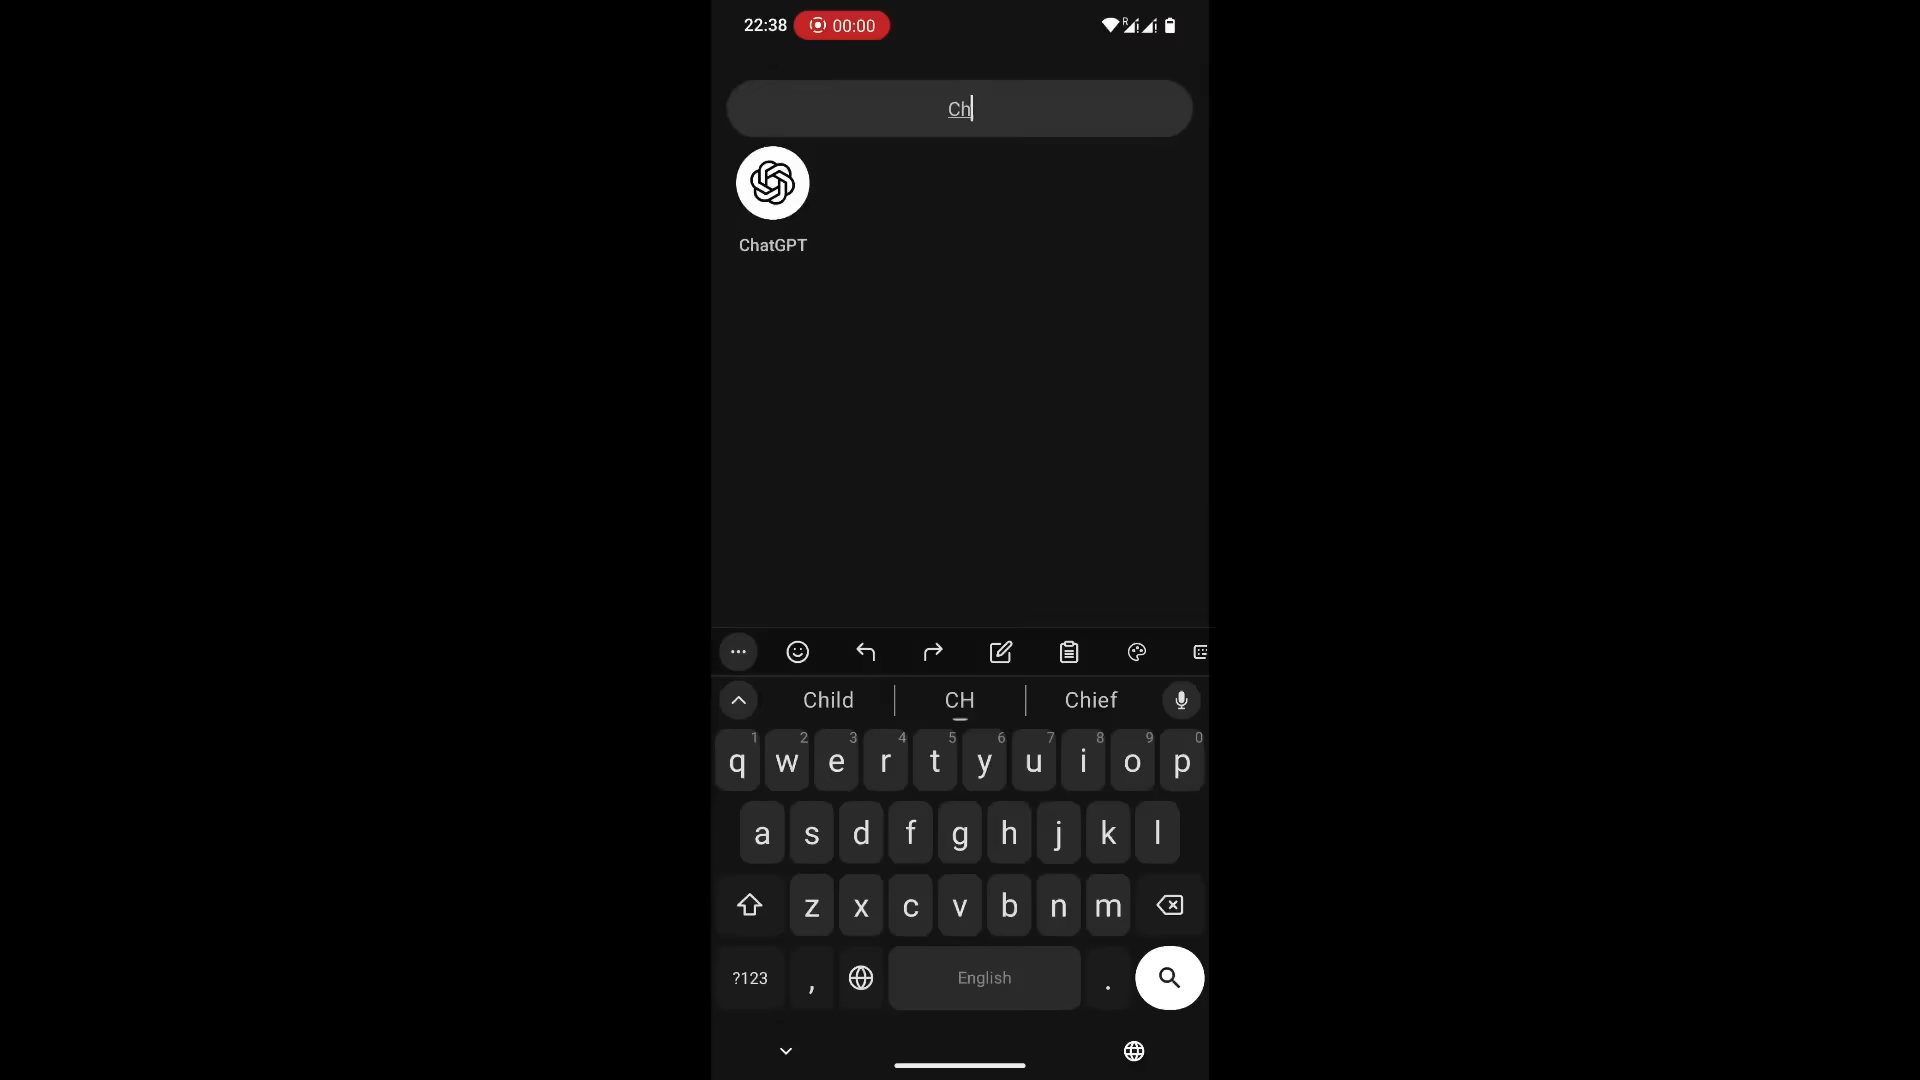 22:38 00:00 R
Ch
ChatGPT
Child CH Chief
1 2 3 4 5 6 7 8 9 0
q w e r t y u i o p
a s d f g h j k l
z x c v b n m
?123 , English .